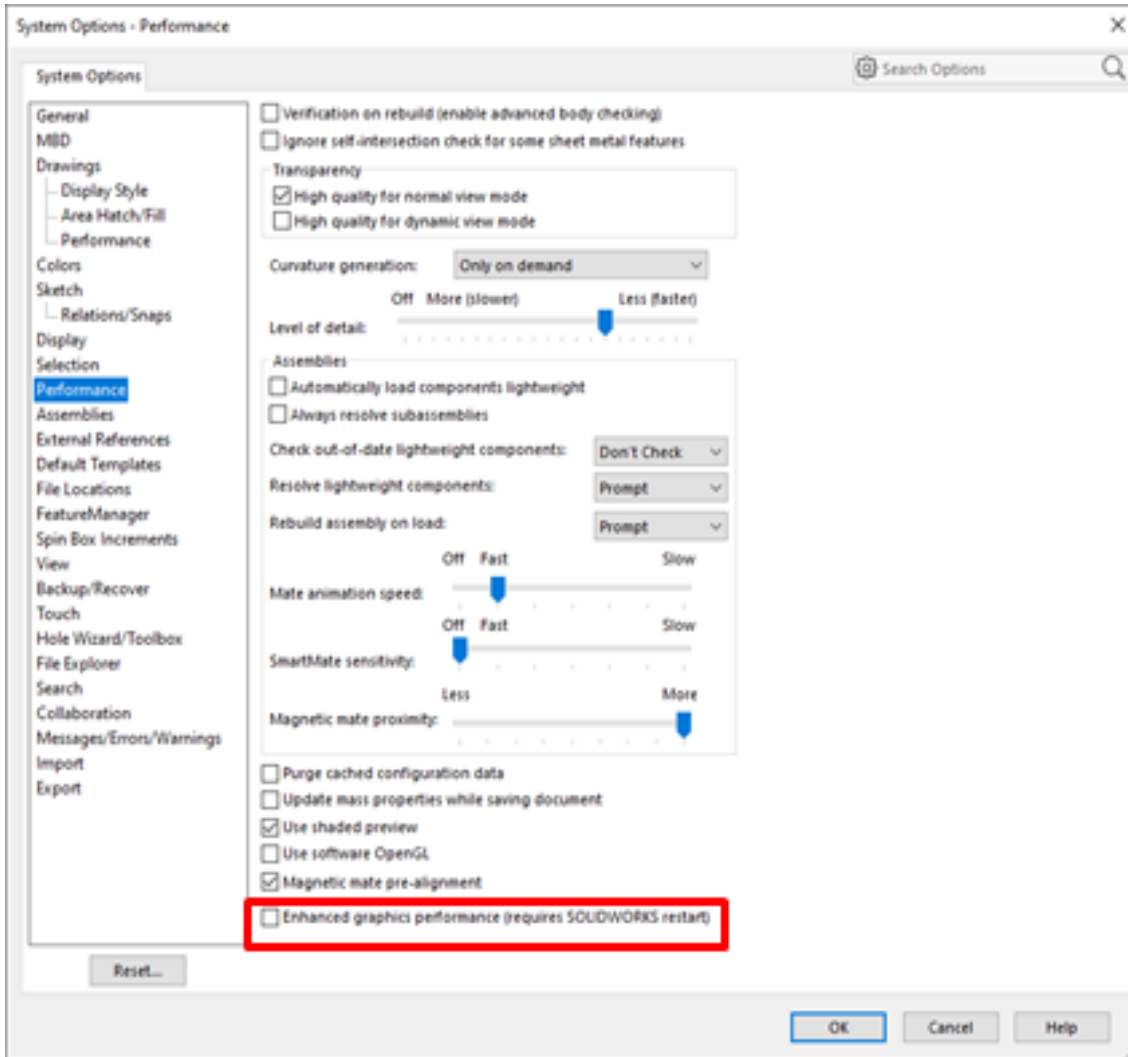 System Options - Performance
System Options
Search Options
General
MBD
Drawings
Display Style
Area Hatch/Fill
Performance
Colors
Sketch
Relations/Snaps
Display
Selection
Performance
Assemblies
External References
Default Templates
File Locations
FeatureManager
Spin Box Increments
View
Backup/Recover
Touch
Hole Wizard/Toolbox
File Explorer
Search
Collaboration
Messages/Errors/Warnings
Import
Export
Reset...
Verification on rebuild (enable advanced body checking)
Ignore self-intersection check for some sheet metal features
Transparency
High quality for normal view mode
High quality for dynamic view mode
Curvature generation: Only on demand
Off More (slower) Less (faster)
Level of detail:
Assemblies
Automatically load components lightweight
Always resolve subassemblies
Check out-of-date lightweight components: Don't Check
Resolve lightweight components: Prompt
Rebuild assembly on load: Prompt
Off Fast Slow
Mate animation speed:
Off Fast Slow
SmartMate sensitivity:
Less More
Magnetic mate proximity:
Purge cached configuration data
Update mass properties while saving document
Use shaded preview
Use software OpenGL
Magnetic mate pre-alignment
Enhanced graphics performance (requires SOLIDWORKS restart)
OK Cancel Help